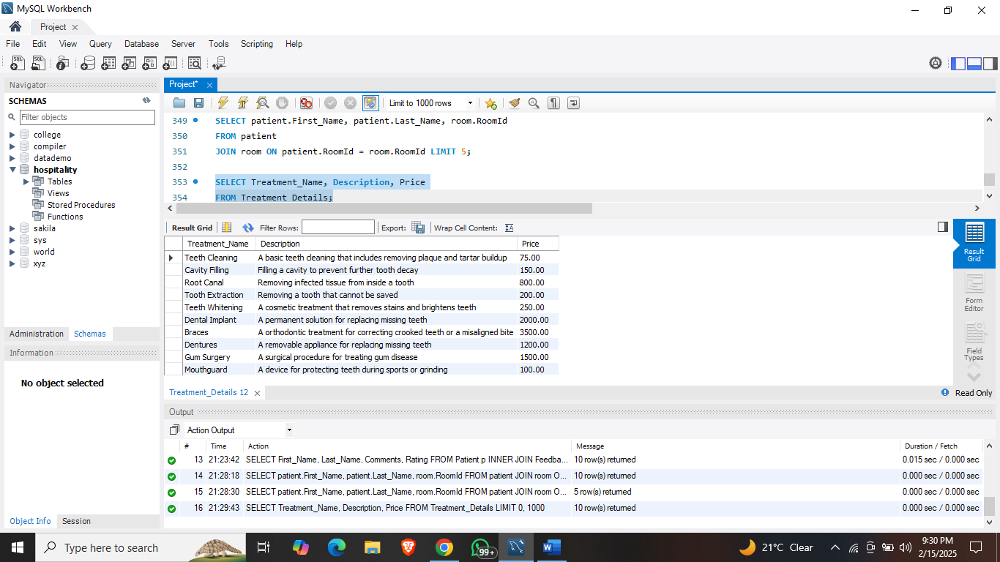 MySQL Workbench
Project
File Edit View Query Database Server Tools Scripting Help
Navigator
SCHEMAS
Filter objects
college
compiler
datademo
hospitality
Tables
Views
Stored Procedures
Functions
sakila
sys
world
xyz
Administration Schemas
Information
No object selected
Object Info Session
Project*
Limit to 1000 rows
349 SELECT patient.First_Name, patient.Last_Name, room.RoomId
350 FROM patient
351 JOIN room ON patient.RoomId = room.RoomId LIMIT 5;
352
353 SELECT Treatment_Name, Description, Price
354 FROM Treatment_Details;
Result Grid Filter Rows: Export: Wrap Cell Content:
Treatment_Name Description Price
Teeth Cleaning A basic teeth cleaning that includes removing plaque and tartar buildup 75.00
Cavity Filling Filling a cavity to prevent further tooth decay 150.00
Root Canal Removing infected tissue from inside a tooth 800.00
Tooth Extraction Removing a tooth that cannot be saved 200.00
Teeth Whitening A cosmetic treatment that removes stains and brightens teeth 250.00
Dental Implant A permanent solution for replacing missing teeth 2000.00
Braces A orthodontic treatment for correcting crooked teeth or a misaligned bite 3500.00
Dentures A removable appliance for replacing missing teeth 1200.00
Gum Surgery A surgical procedure for treating gum disease 1500.00
Mouthguard A device for protecting teeth during sports or grinding 100.00
Result
Grid
Form
Editor
Field
Types
Treatment_Details 12
Read Only
Output
Action Output
# Time Action Message Duration / Fetch
13 21:23:42 SELECT First_Name, Last_Name, Comments, Rating FROM Patient p INNER JOIN Feedba... 10 row(s) returned 0.015 sec / 0.000 sec
14 21:28:18 SELECT patient.First_Name, patient.Last_Name, room.RoomId FROM patient JOIN room O... 10 row(s) returned 0.000 sec / 0.000 sec
15 21:28:30 SELECT patient.First_Name, patient.Last_Name, room.RoomId FROM patient JOIN room O... 5 row(s) returned 0.000 sec / 0.000 sec
16 21:29:43 SELECT Treatment_Name, Description, Price FROM Treatment_Details LIMIT 0, 1000 10 row(s) returned 0.000 sec / 0.000 sec
Type here to search
99+
21°C Clear
9:30 PM
2/15/2025